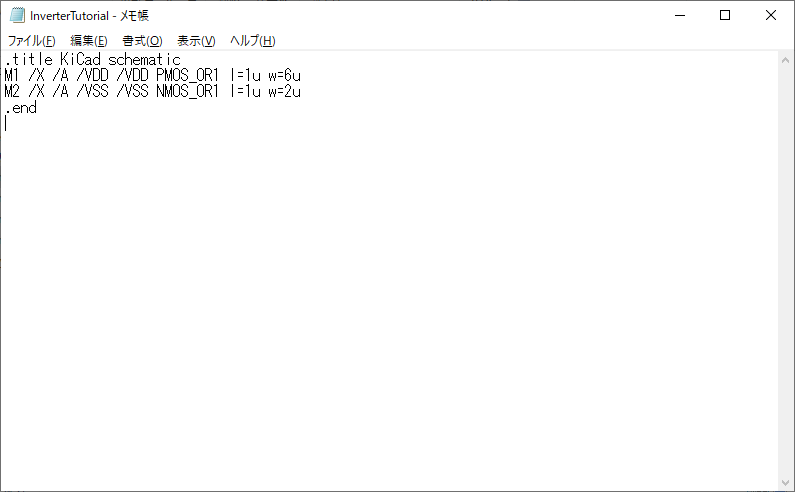 InverterTutorial - メモ帳
ファイル(F) 編集(E) 書式(O) 表示(V) ヘルプ(H)
.title KiCad schematic
M1 /X /A /VDD /VDD PMOS_OR1 l=1u w=6u
M2 /X /A /VSS /VSS NMOS_OR1 l=1u w=2u
.end